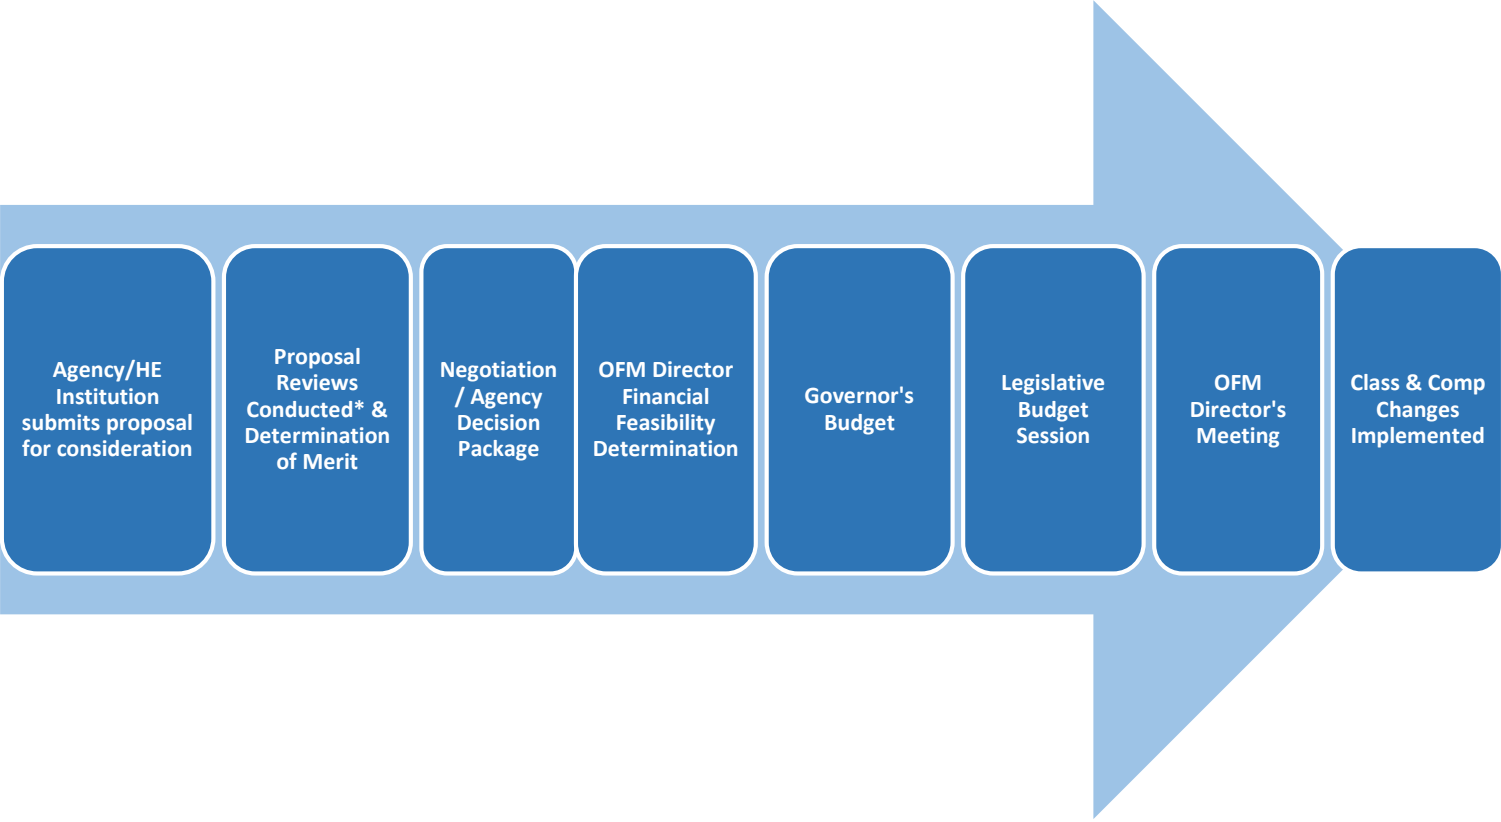 Agency/HE
Institution
submits proposal
for consideration
Proposal
Reviews
Conducted* &
Determination
of Merit
Negotiation
/ Agency
Decision
Package
OFM Director
Financial
Feasibility
Determination
Governor's
Budget
Legislative
Budget
Session
OFM
Director's
Meeting
Class & Comp
Changes
Implemented